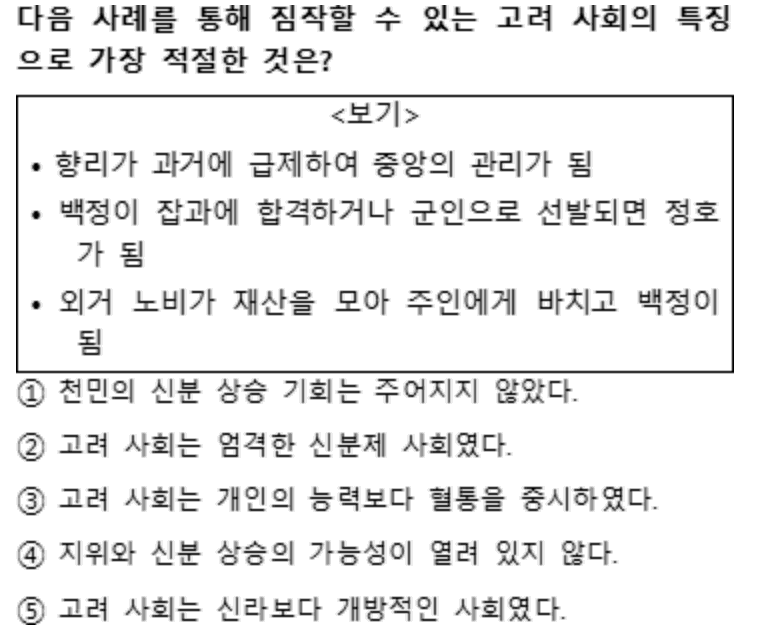 다음 사례를 통해 짐작할 수 있는 고려 사회의 특징
으로 가장 적절한 것은?
<보기>
• 향리가 과거에 급제하여 중앙의 관리가 됨
• 백정이 잡과에 합격하거나 군인으로 선발되면 정호
가 됨
• 외거 노비가 재산을 모아 주인에게 바치고 백정이
됨
① 천민의 신분 상승 기회는 주어지지 않았다.
② 고려 사회는 엄격한 신분제 사회였다.
③ 고려 사회는 개인의 능력보다 혈통을 중시하였다.
④ 지위와 신분 상승의 가능성이 열려 있지 않다.
⑤ 고려 사회는 신라보다 개방적인 사회였다.